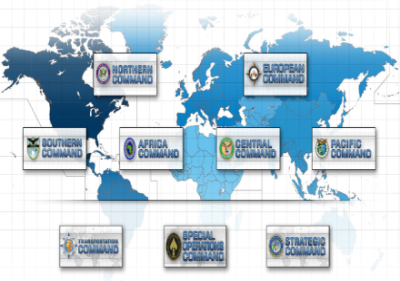 NORTHERN
COMMAND
EUROPEAN
COMMAND
SOUTHERN
COMMAND
AFRICA
COMMAND
CENTRAL
COMMAND
PACIFIC
COMMAND
TRANSPORTATION
COMMAND
SPECIAL
OPERATIONS
COMMAND
STRATEGIC
COMMAND